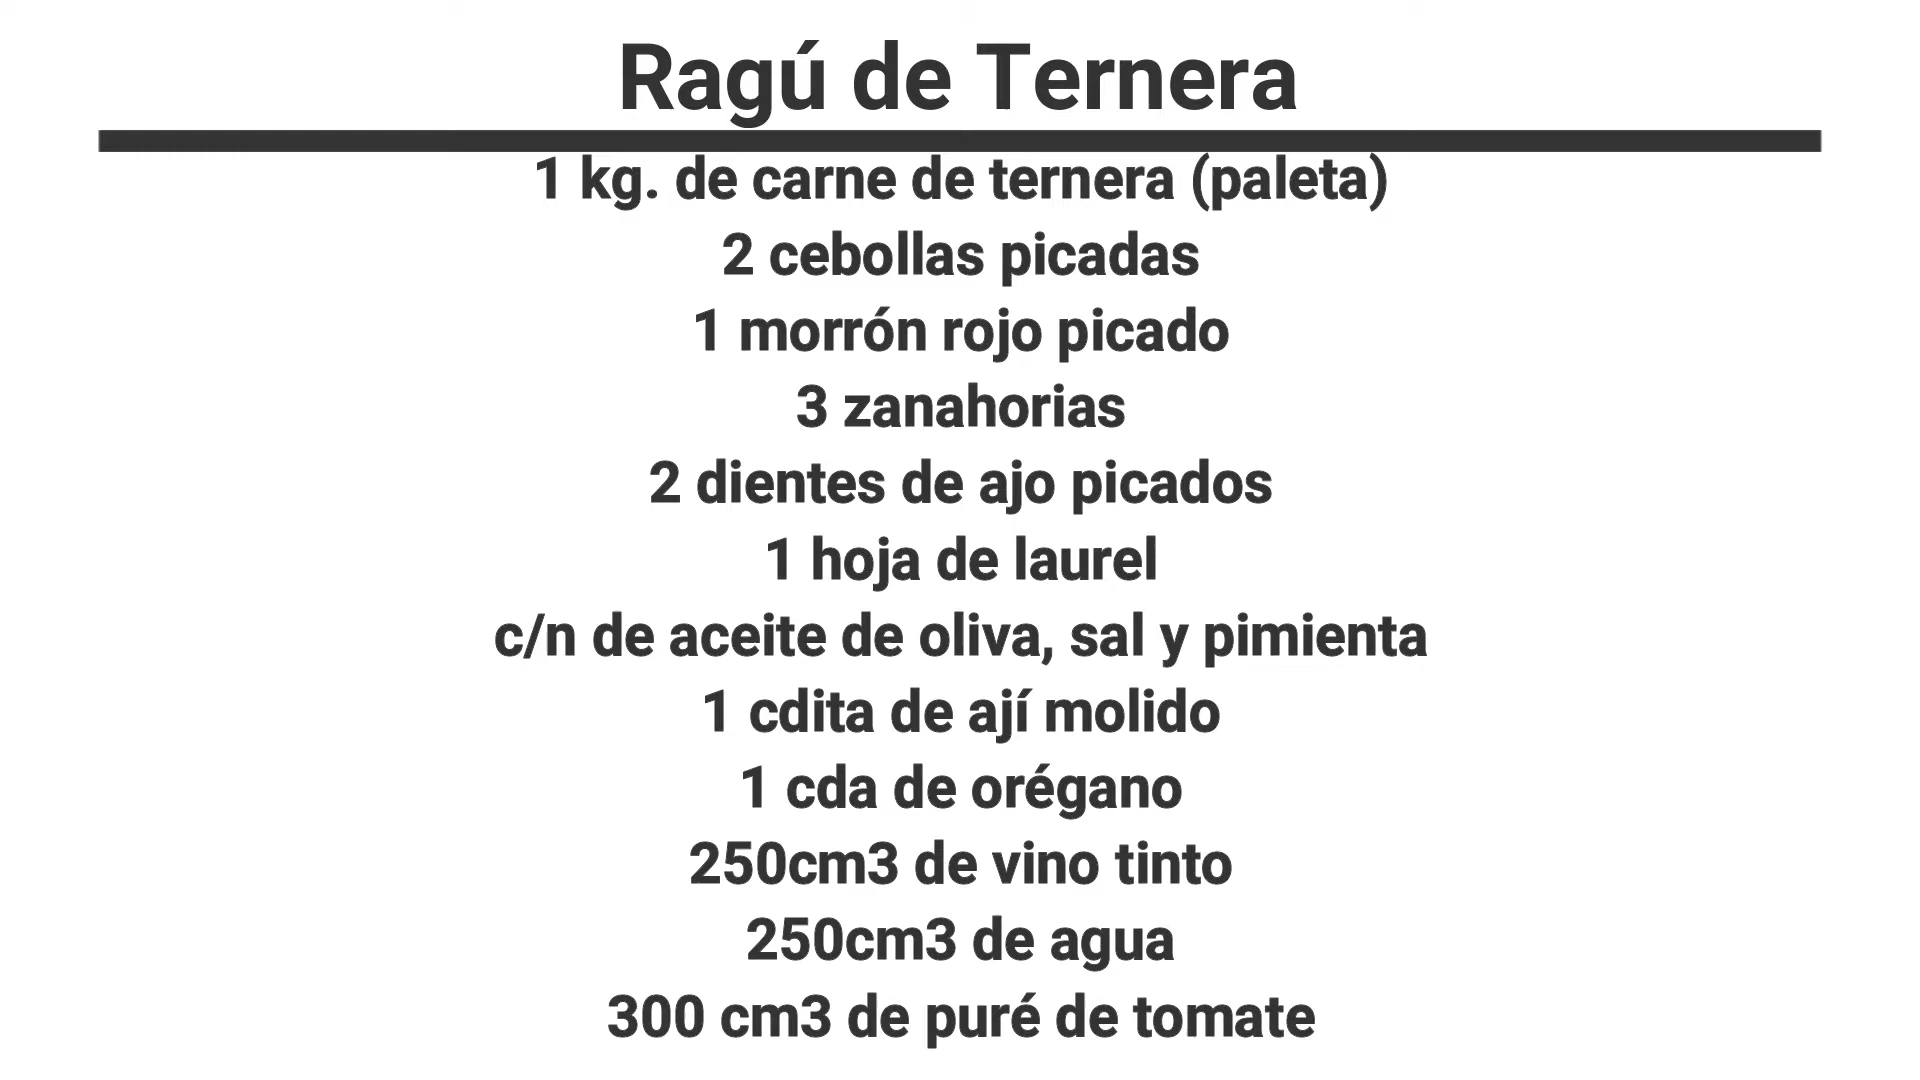 Ragú de Ternera
1 kg. de carne de ternera (paleta)
2 cebollas picadas
1 morrón rojo picado
3 zanahorias
2 dientes de ajo picados
1 hoja de laurel
c/n de aceite de oliva, sal y pimienta
1 cdita de ají molido
1 cda de orégano
250cm3 de vino tinto
250cm3 de agua
300 cm3 de puré de tomate